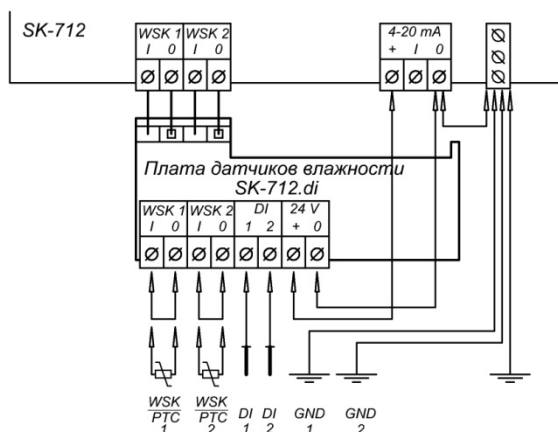 SK-712
WSK 1 WSK 2
I 0 I 0
4-20 mA
+ I 0
Плата датчиков влажности
SK-712.di
WSK 1 WSK 2 DI 24 V
I 0 I 0 1 2 + 0
WSK WSK
PTC PTC DI DI GND GND
1 2 1 2 1 2